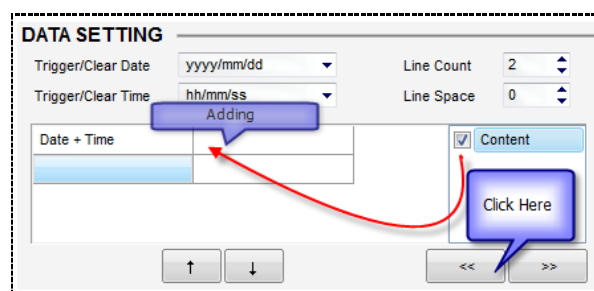 DATA SETTING
Trigger/Clear Date yyyy/mm/dd Line Count 2
Trigger/Clear Time hh/mm/ss Line Space 0
Adding
Date + Time Content
Click Here
↑ ↓ << >>